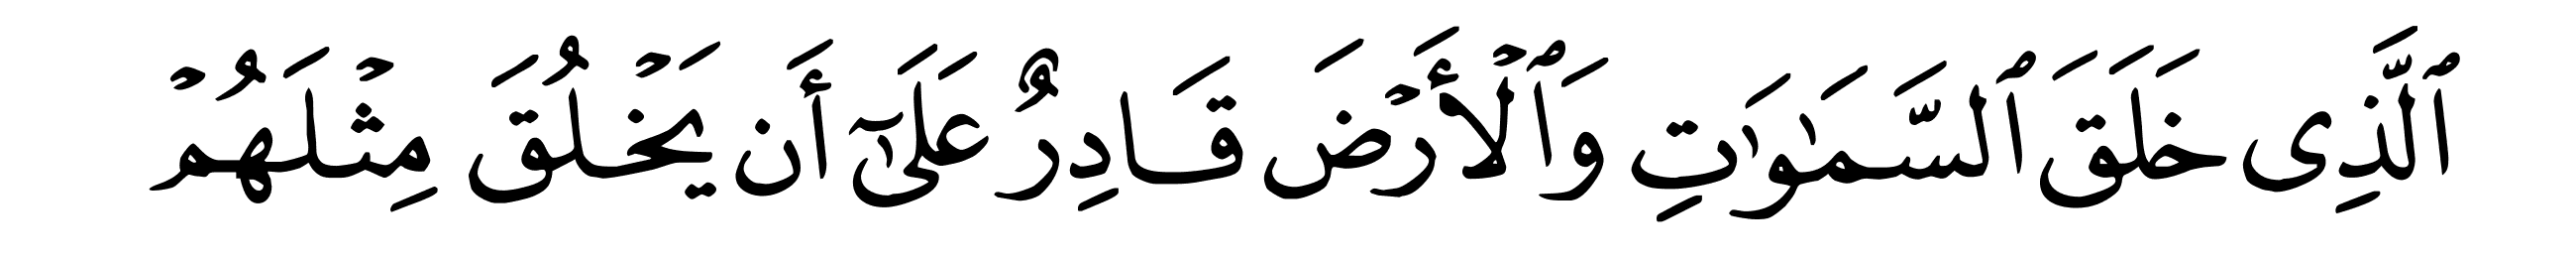 ٱلَّذِى خَلَقَ ٱلسَّمَـٰوَٰتِ وَٱلْأَرْضَ قَادِرٌ عَلَىٰٓ أَن يَخْلُقَ مِثْلَهُمْ